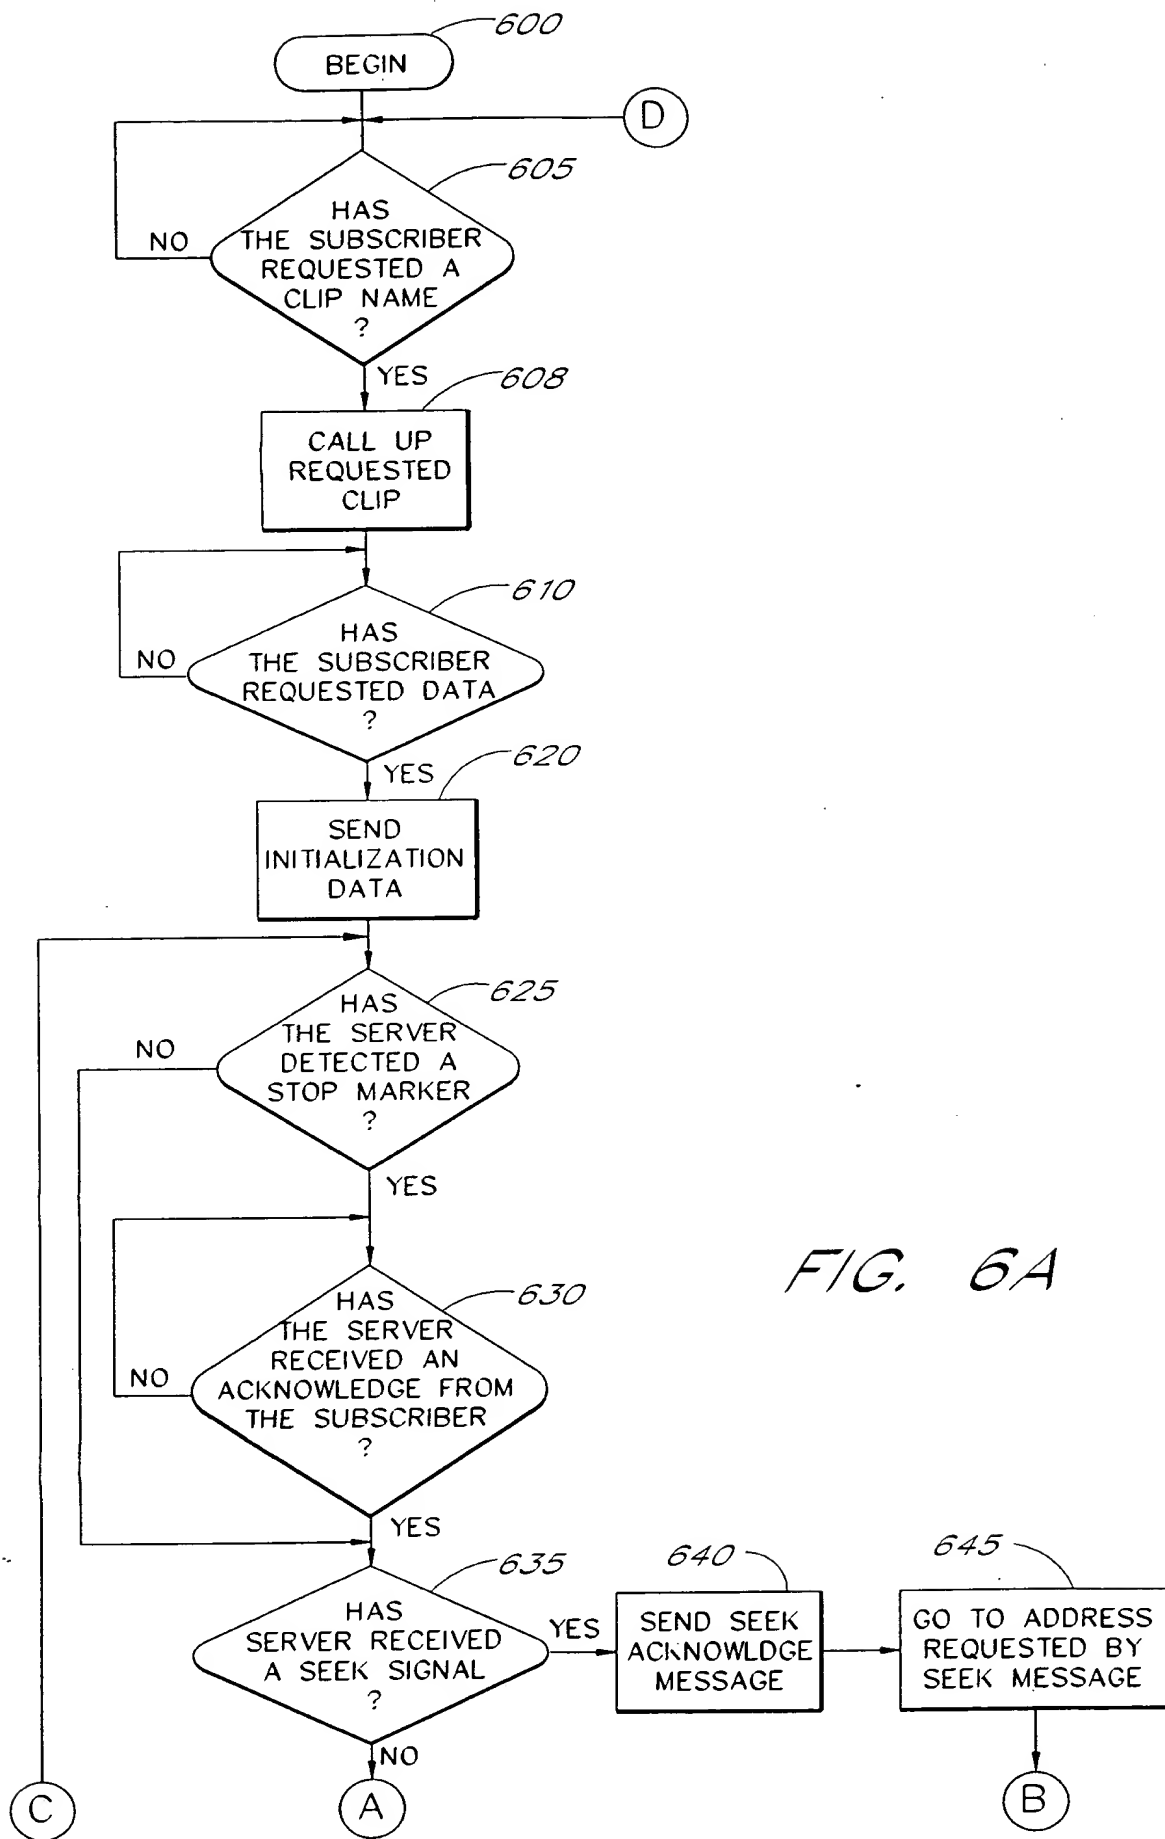 600
BEGIN
D
605
HAS
THE SUBSCRIBER
REQUESTED A
CLIP NAME
?
NO
YES
608
CALL UP
REQUESTED
CLIP
610
HAS
THE SUBSCRIBER
REQUESTED DATA
?
NO
YES
620
SEND
INITIALIZATION
DATA
625
HAS
THE SERVER
DETECTED A
STOP MARKER
?
NO
YES
630
HAS
THE SERVER
RECEIVED AN
ACKNOWLEDGE FROM
THE SUBSCRIBER
?
NO
YES
FIG. 6A
635
HAS
SERVER RECEIVED
A SEEK SIGNAL
?
YES
640
SEND SEEK
ACKNOWLDGE
MESSAGE
645
GO TO ADDRESS
REQUESTED BY
SEEK MESSAGE
NO
C
A
B